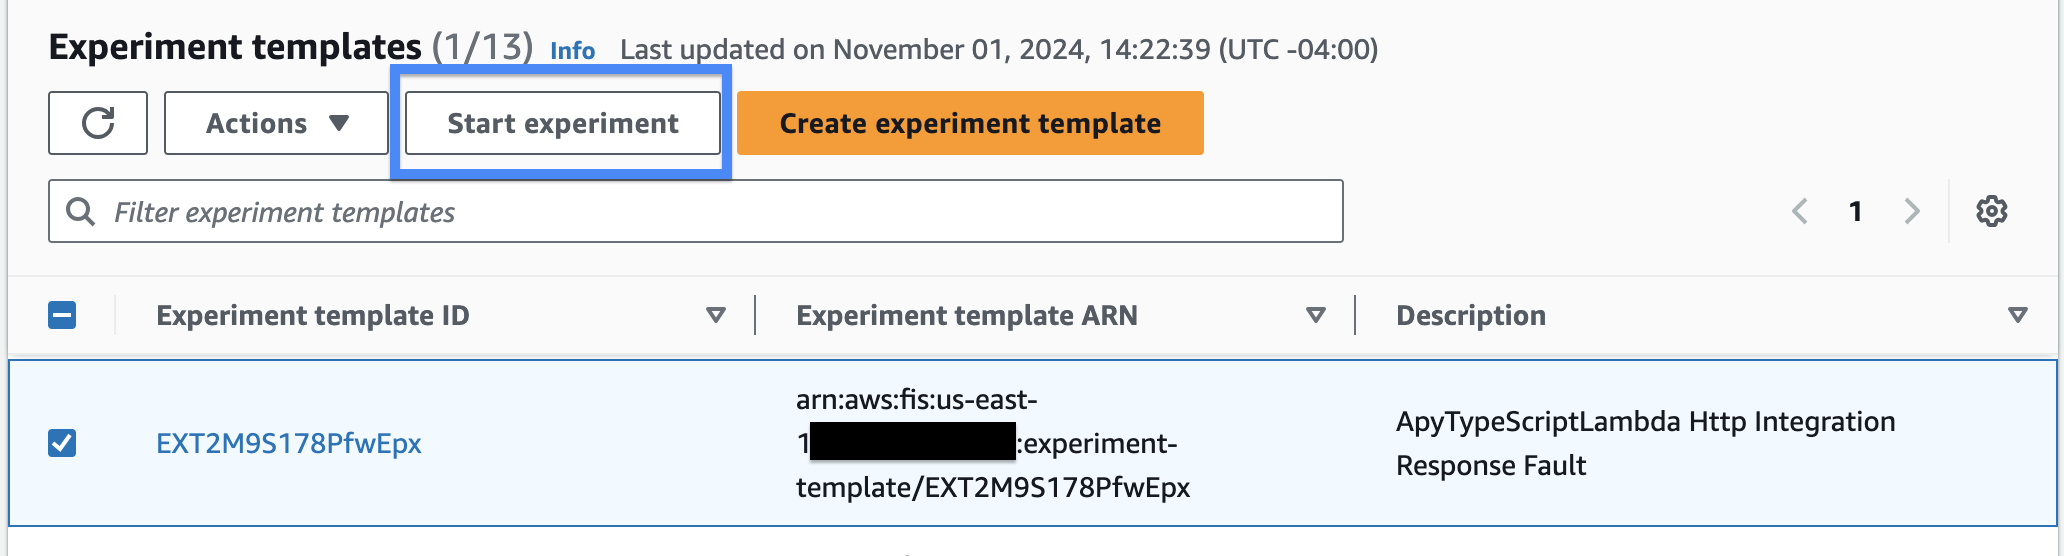 Experiment templates (1/13) Info Last updated on November 01, 2024, 14:22:39 (UTC -04:00)
Actions Start experiment Create experiment template
Filter experiment templates
1
Experiment template ID Experiment template ARN Description
EXT2M9S178PfwEpx
arn:aws:fis:us-east-
1 :experiment-
template/EXT2M9S178PfwEpx
ApyTypeScriptLambda Http Integration
Response Fault